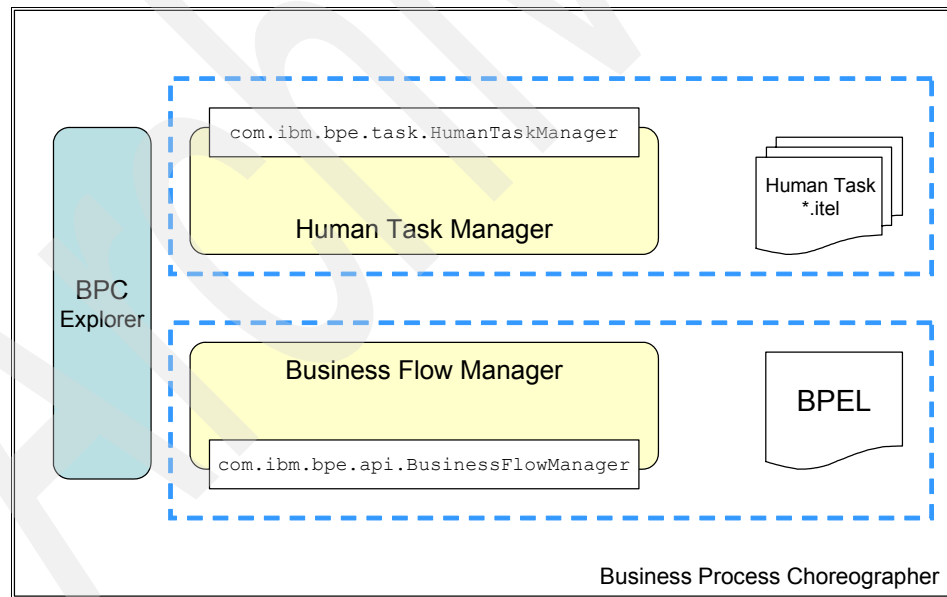 com.ibm.bpe.task.HumanTaskManager
Human Task Manager
Human Task
*.itel
BPC
Explorer
Business Flow Manager
com.ibm.bpe.api.BusinessFlowManager
BPEL
Business Process Choreographer